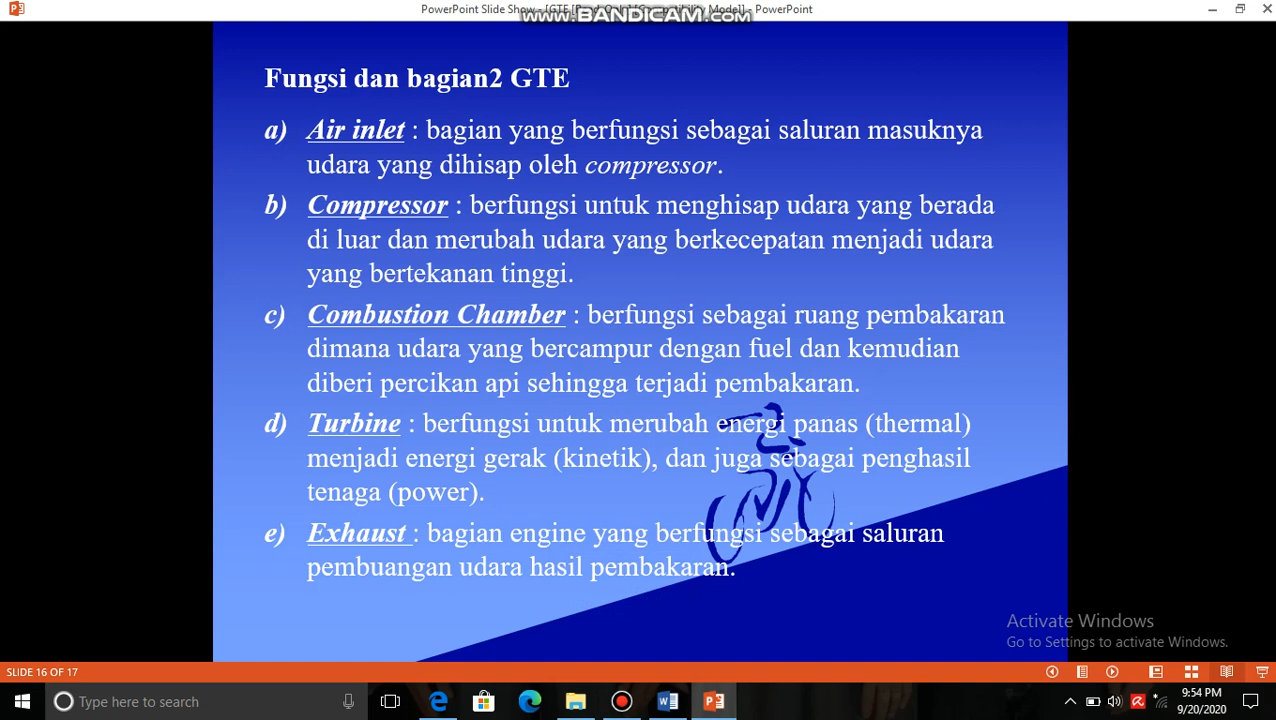 PowerPoint Slide Show - [GTE [Read-Only] [Compatibility Mode]] - PowerPoint
www.BANDICAM.com
Fungsi dan bagian2 GTE
a) Air inlet : bagian yang berfungsi sebagai saluran masuknya
udara yang dihisap oleh compressor.
b) Compressor : berfungsi untuk menghisap udara yang berada
di luar dan merubah udara yang berkecepatan menjadi udara
yang bertekanan tinggi.
c) Combustion Chamber : berfungsi sebagai ruang pembakaran
dimana udara yang bercampur dengan fuel dan kemudian
diberi percikan api sehingga terjadi pembakaran.
d) Turbine : berfungsi untuk merubah energi panas (thermal)
menjadi energi gerak (kinetik), dan juga sebagai penghasil
tenaga (power).
e) Exhaust : bagian engine yang berfungsi sebagai saluran
pembuangan udara hasil pembakaran.
Activate Windows
Go to Settings to activate Windows.
SLIDE 16 OF 17
Type here to search
9:54 PM
9/20/2020